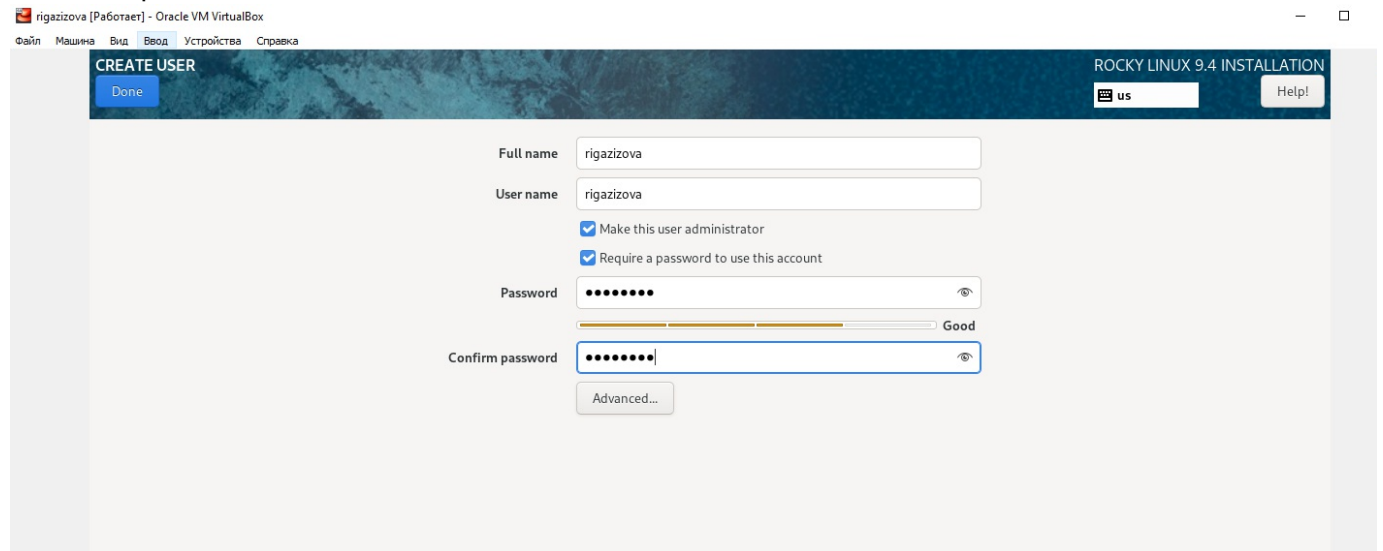 rigazizova [Работает] - Oracle VM VirtualBox
Файл Машина Вид Ввод Устройства Справка
CREATE USER
ROCKY LINUX 9.4 INSTALLATION
Done
us
Help!
Full name rigazizova
User name rigazizova
Make this user administrator
Require a password to use this account
Password ●●●●●●●●
Good
Confirm password ●●●●●●●●
Advanced...